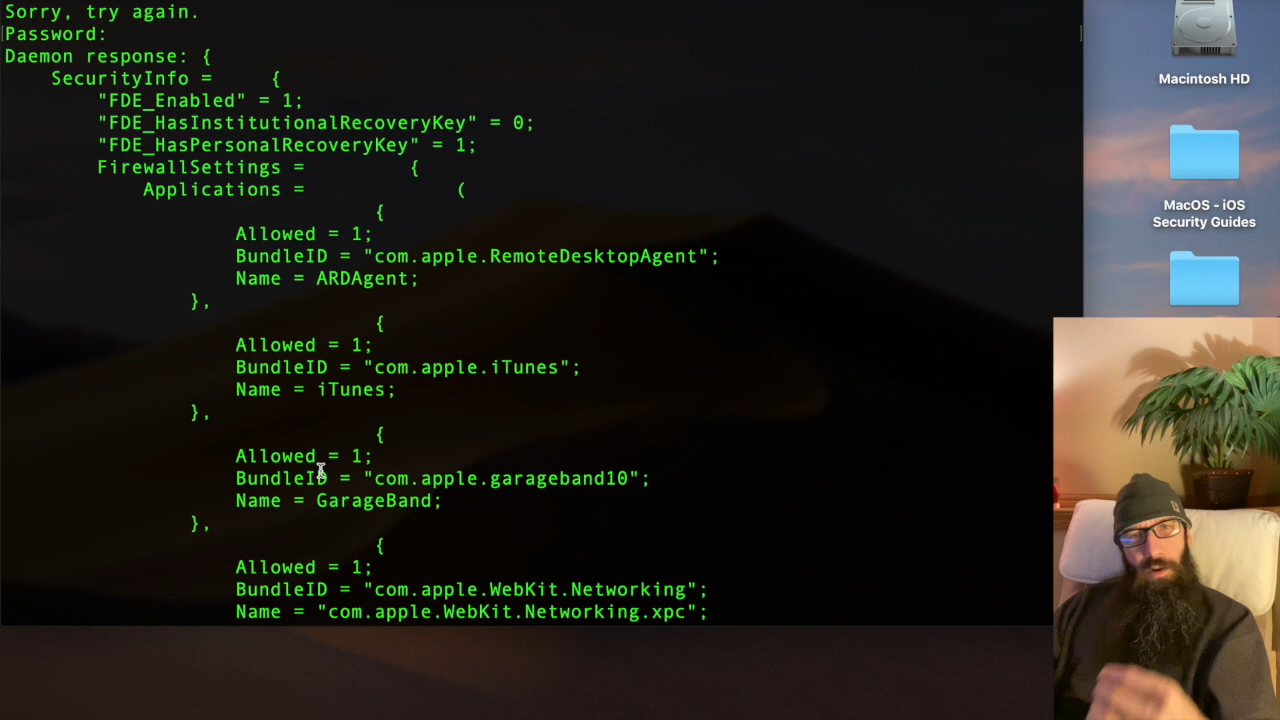 Sorry, try again.
Password:
Daemon response: {
SecurityInfo = {
"FDE_Enabled" = 1;
"FDE_HasInstitutionalRecoveryKey" = 0;
"FDE_HasPersonalRecoveryKey" = 1;
FirewallSettings = {
Applications = (
{
Allowed = 1;
BundleID = "com.apple.RemoteDesktopAgent";
Name = ARDAgent;
},
{
Allowed = 1;
BundleID = "com.apple.iTunes";
Name = iTunes;
},
{
Allowed = 1;
BundleID = "com.apple.garageband10";
Name = GarageBand;
},
{
Allowed = 1;
BundleID = "com.apple.WebKit.Networking";
Name = "com.apple.WebKit.Networking.xpc";
Macintosh HD
MacOS - iOS
Security Guides